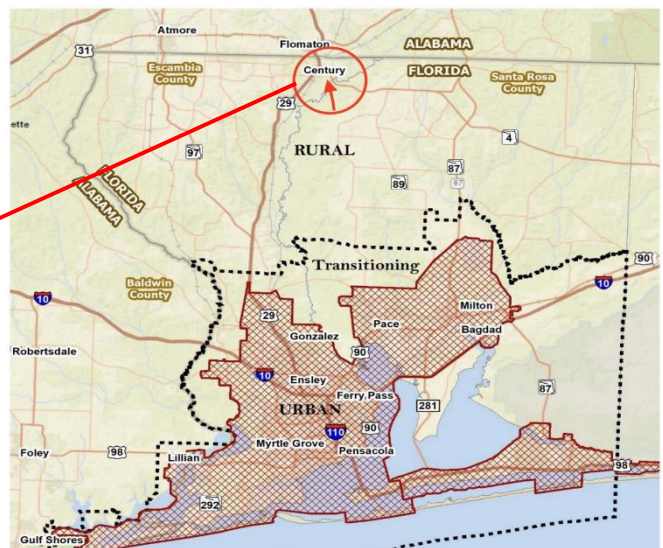 Atmore
31
Flomaton
ALABAMA
FLORIDA
Escambia
County
Century
Santa Rosa
County
29
ette
RURAL
97
4
87
87
89
FLORIDA
ALABAMA
Transitioning
90
Baldwin
County
10
10
Milton
29
Pace
Bagdad
Gonzalez
90
Robertsdale
10
Ensley
Ferry Pass
87
281
URBAN
110
90
Foley
98
Lillian
Myrtle Grove
Pensacola
98
292
Gulf Shores